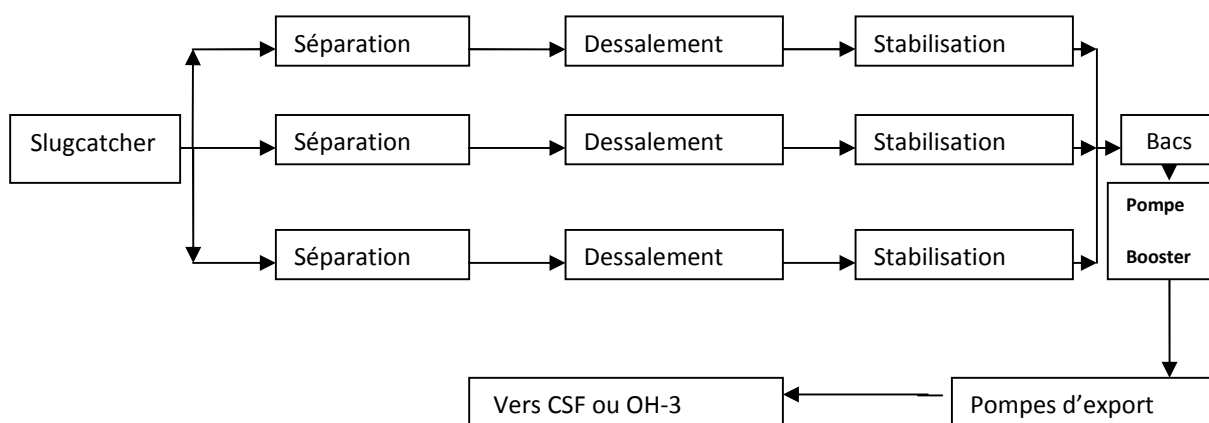 Séparation
Dessalement
Stabilisation
Slugcatcher
Séparation
Dessalement
Stabilisation
Bacs
Pompe
Booster
Séparation
Dessalement
Stabilisation
Vers CSF ou OH-3
Pompes d’export